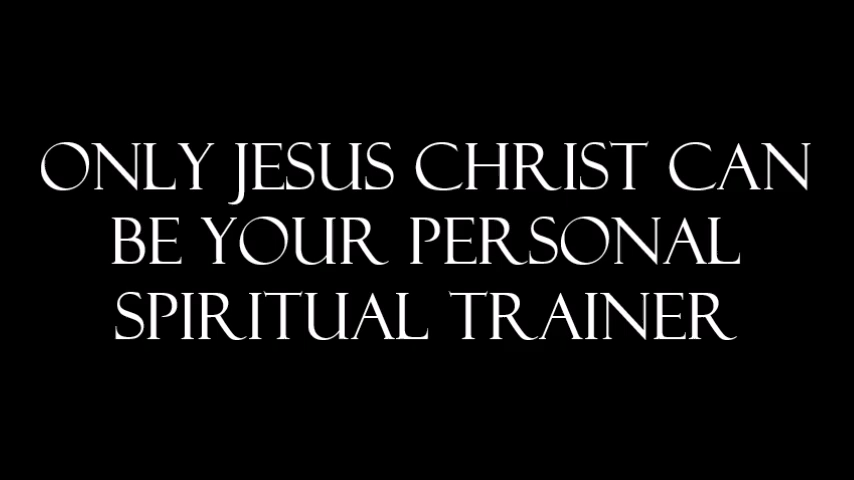 ONLY JESUS CHRIST CAN
BE YOUR PERSONAL
SPIRITUAL TRAINER